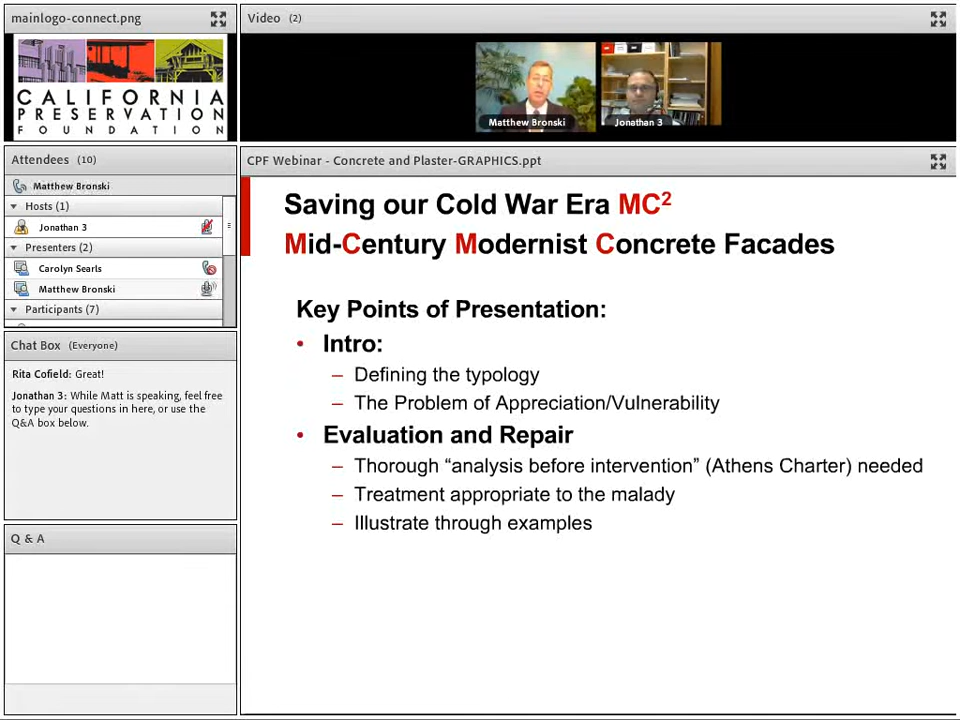 mainlogo-connect.png
CALIFORNIA
PRESERVATION
FOUNDATION
Video (2)
Matthew Bronski
Jonathan 3
Attendees (10)
Matthew Bronski
Hosts (1)
Jonathan 3
Presenters (2)
Carolyn Searls
Matthew Bronski
Participants (7)
Chat Box (Everyone)
Rita Cofield: Great!
Jonathan 3: While Matt is speaking, feel free
to type your questions in here, or use the
Q&A box below.
Q & A
CPF Webinar - Concrete and Plaster-GRAPHICS.ppt
Saving our Cold War Era MC²
Mid-Century Modernist Concrete Facades
Key Points of Presentation:
• Intro:
– Defining the typology
– The Problem of Appreciation/Vulnerability
• Evaluation and Repair
– Thorough “analysis before intervention” (Athens Charter) needed
– Treatment appropriate to the malady
– Illustrate through examples